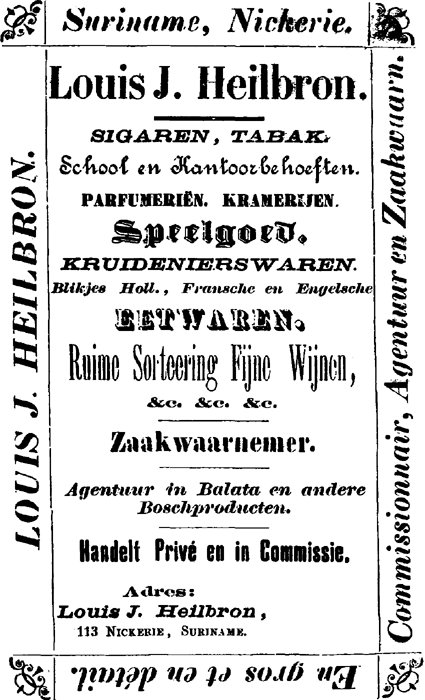 Suriname, Nickerie.
LOUIS J. HEILBRON.
Louis J. Heilbron.
SIGAREN, TABAK.
School en Kantoorbehoeften.
PARFUMERIËN. KRAMERIJEN.
Speelgoed.
KRUIDENIERSWAREN.
Blikjes Holl., Fransche en Engelsche
EETWAREN.
Ruime Sorteering Fijne Wijnen,
&c. &c. &c.
Zaakwaarnemer.
Agentuur in Balata en andere
Boschproducten.
Handelt Privé en in Commissie.
Adres:
Louis J. Heilbron,
113 NICKERIE, SURINAME.
Commissionnair, Agentuur en Zaakwaarn.
En gros et en détail.